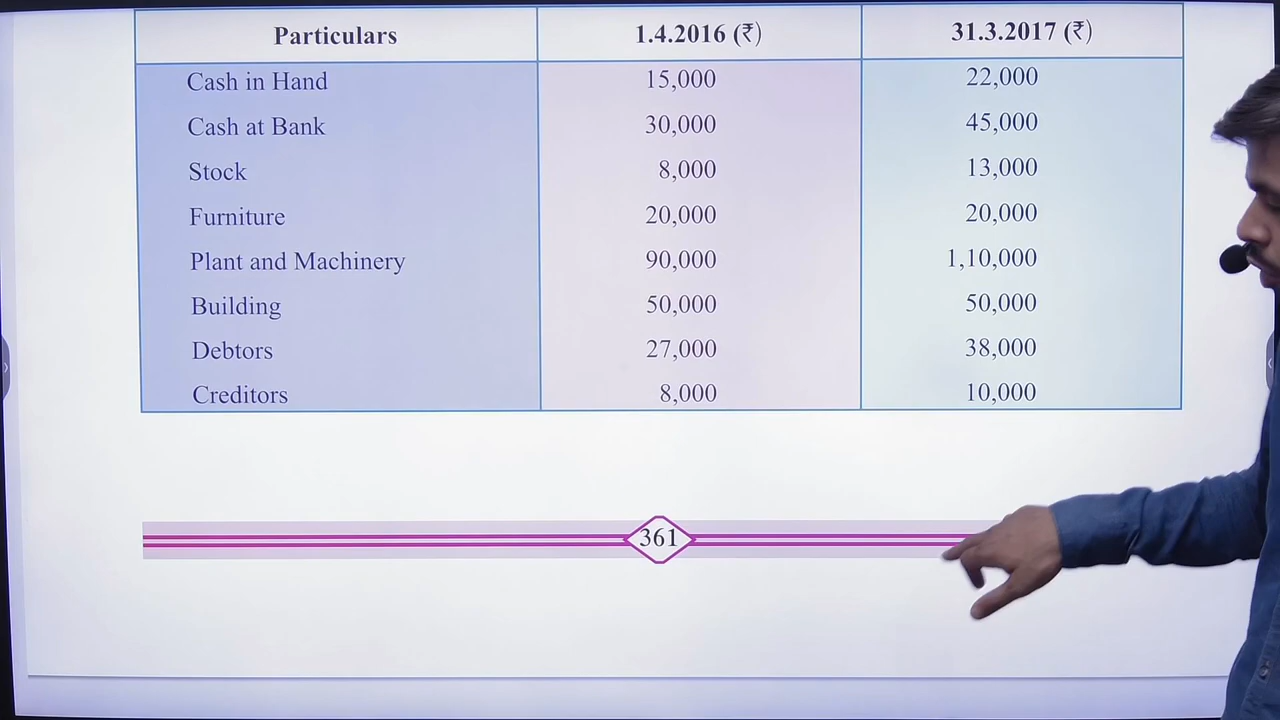 Particulars 1.4.2016 (₹) 31.3.2017 (₹)
Cash in Hand 15,000 22,000
Cash at Bank 30,000 45,000
Stock 8,000 13,000
Furniture 20,000 20,000
Plant and Machinery 90,000 1,10,000
Building 50,000 50,000
Debtors 27,000 38,000
Creditors 8,000 10,000
361